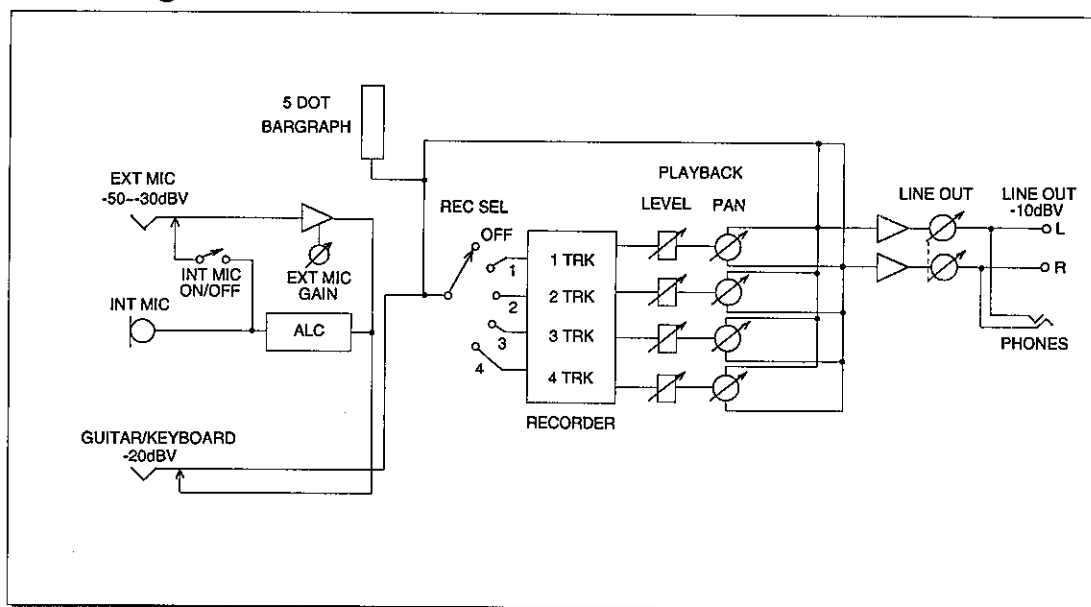 5 DOT
BARGRAPH
EXT MIC
-50~-30dBV
INT MIC
ON/OFF
EXT MIC
GAIN
INT MIC
ALC
GUITAR/KEYBOARD
-20dBV
REC SEL
OFF
1
2
3
4
1 TRK
2 TRK
3 TRK
4 TRK
RECORDER
PLAYBACK
LEVEL
PAN
LINE OUT
LINE OUT
-10dBV
L
R
PHONES